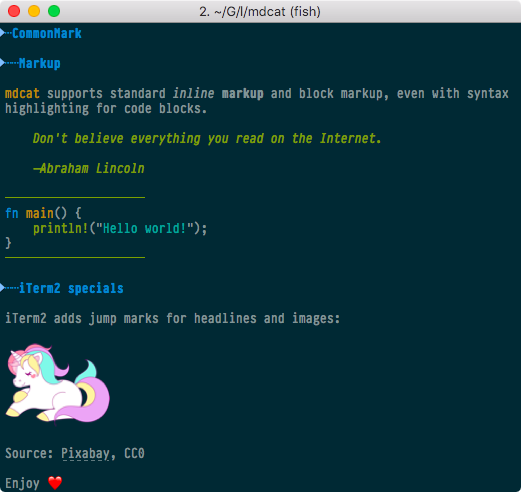 2. ~/G/l/mdcat (fish)
CommonMark
Markup
mdcat supports standard inline markup and block markup, even with syntax
highlighting for code blocks.
Don't believe everything you read on the Internet.
—Abraham Lincoln
fn main() {
    println!("Hello world!");
}
iTerm2 specials
iTerm2 adds jump marks for headlines and images:
Source: Pixabay, CC0
Enjoy ❤️